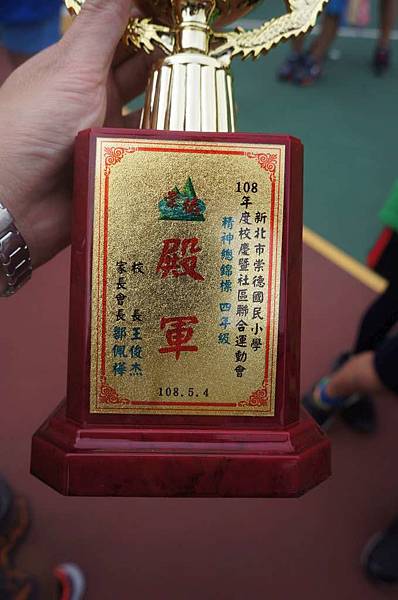 新北市崇德國民小學
108年度校慶暨社區聯合運動會
精神總錦標 四年級
崇德
殿軍
校長王俊杰
家長會長鄒佩樺
108.5.4